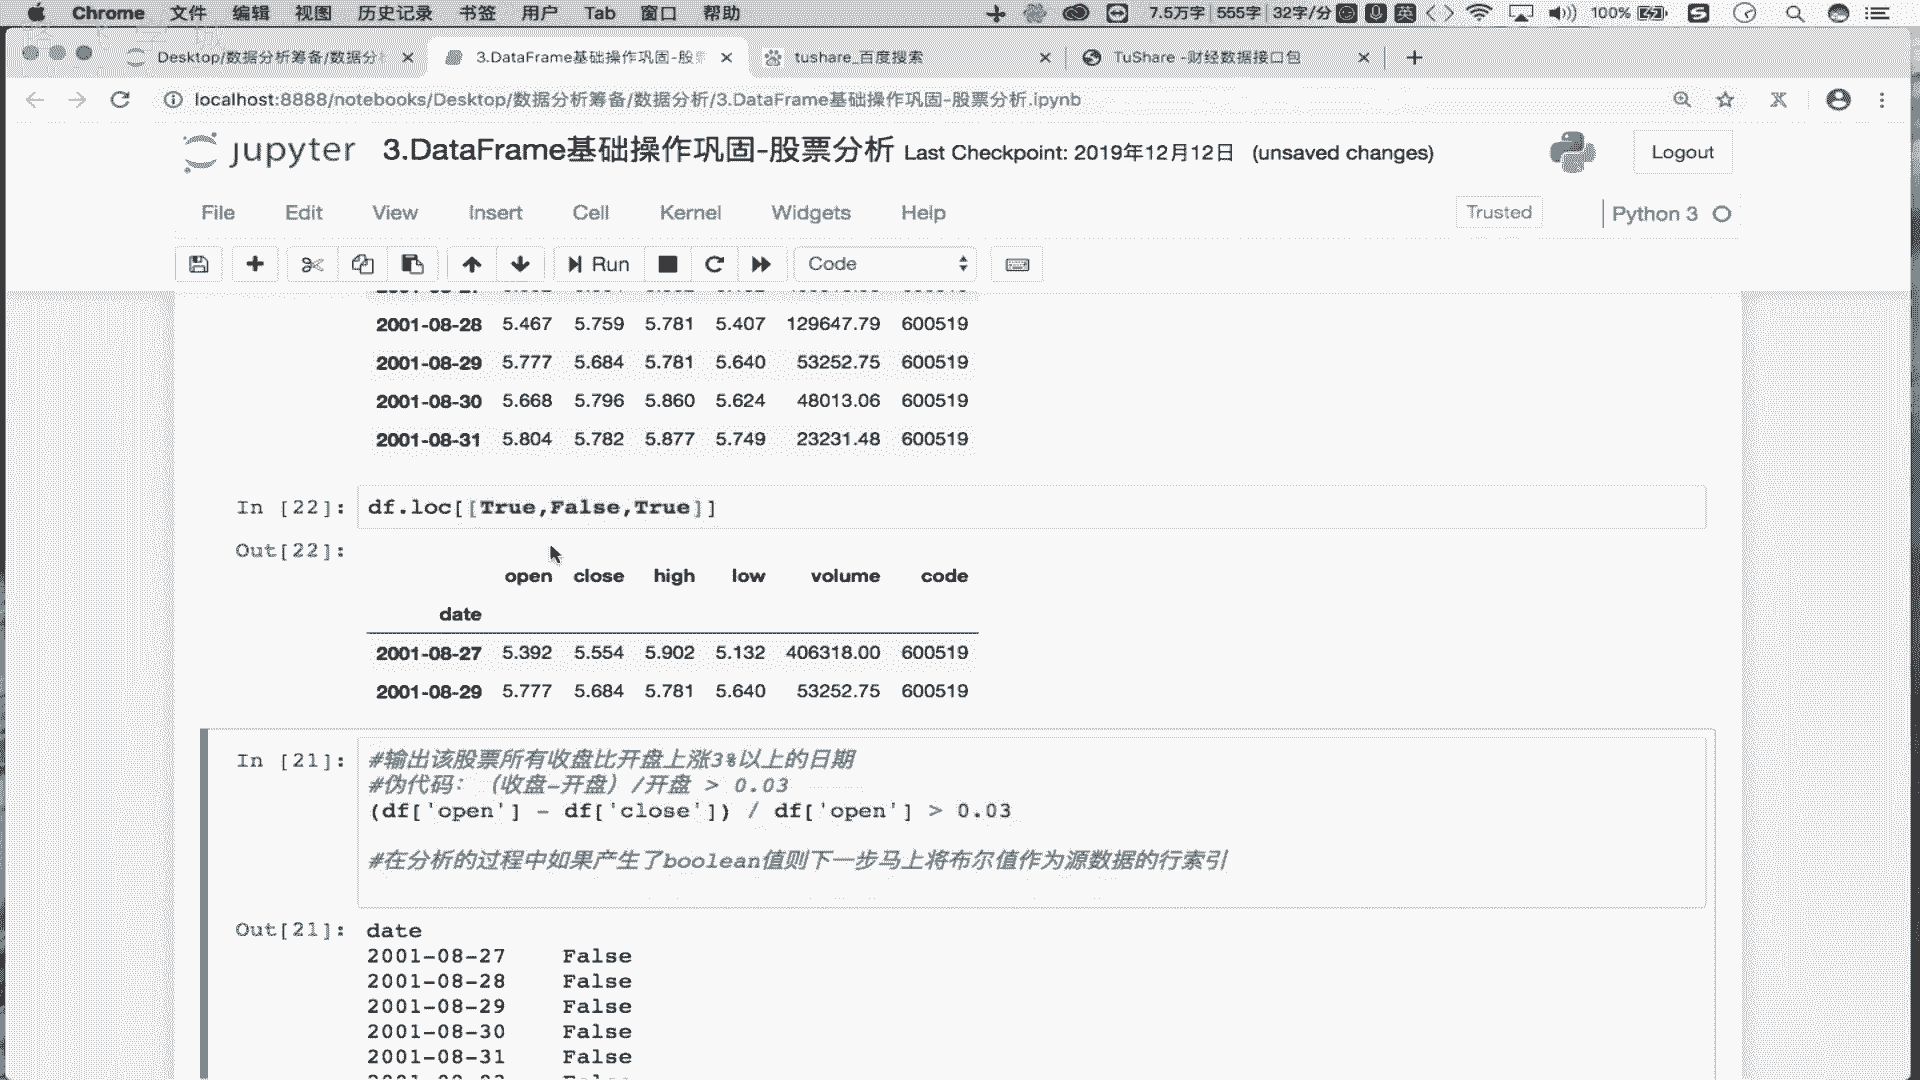 Chrome 文件 编辑 视图 历史记录 书签 用户 Tab 窗口 帮助 7.5万字 555字 32字/分 英 100%
Desktop/数据分析筹备/数据分 3.DataFrame基础操作巩固-股票 tushare_百度搜索 TuShare -财经数据接口包
localhost:8888/notebooks/Desktop/数据分析筹备/数据分析/3.DataFrame基础操作巩固-股票分析.ipynb
jupyter 3.DataFrame基础操作巩固-股票分析 Last Checkpoint: 2019年12月12日 (unsaved changes) Logout
File Edit View Insert Cell Kernel Widgets Help Trusted Python 3
Run Code
2001-08-28 5.467 5.759 5.781 5.407 129647.79 600519
2001-08-29 5.777 5.684 5.781 5.640 53252.75 600519
2001-08-30 5.668 5.796 5.860 5.624 48013.06 600519
2001-08-31 5.804 5.782 5.877 5.749 23231.48 600519
In [22]: df.loc[[True,False,True]]
Out[22]:
open close high low volume code
date
2001-08-27 5.392 5.554 5.902 5.132 406318.00 600519
2001-08-29 5.777 5.684 5.781 5.640 53252.75 600519
In [21]: #输出该股票所有收盘比开盘上涨3%以上的日期
#伪代码：（收盘-开盘）/开盘 > 0.03
(df['open'] - df['close']) / df['open'] > 0.03
#在分析的过程中如果产生了boolean值则下一步马上将布尔值作为源数据的行索引
Out[21]: date
2001-08-27 False
2001-08-28 False
2001-08-29 False
2001-08-30 False
2001-08-31 False